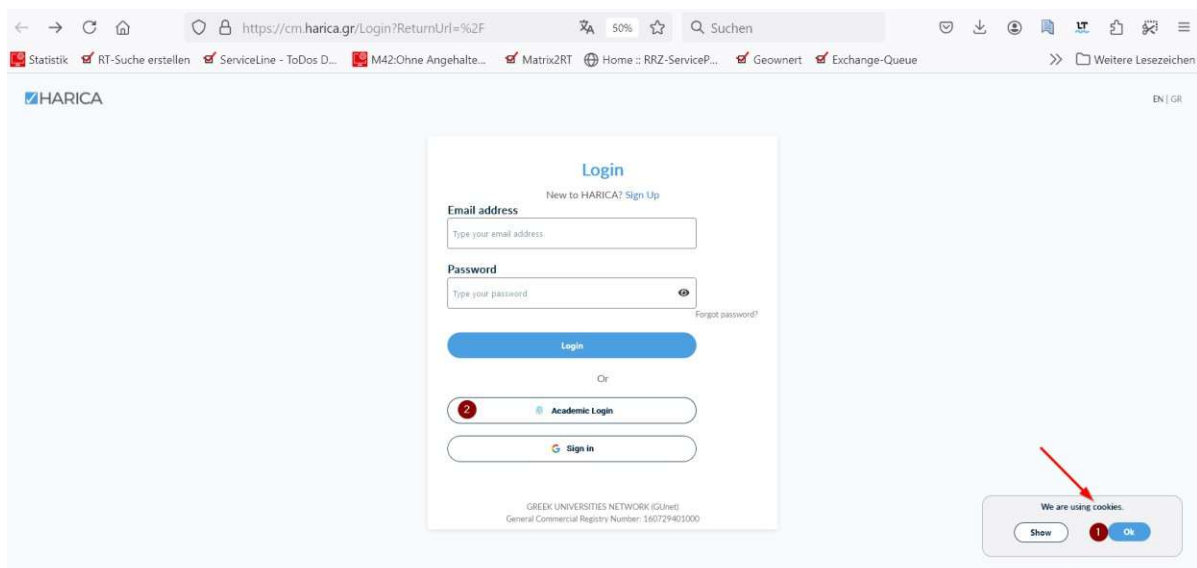 https://cm.harica.gr/Login?ReturnUrl=%2F 50% Suchen
Statistik RT-Suche erstellen ServiceLine - ToDos D... M42:Ohne Angehalte... Matrix2RT Home :: RRZ-ServiceP... Geownert Exchange-Queue Weitere Lesezeichen
HARICA EN | GR
Login
New to HARICA? Sign Up
Email address
Type your email address
Password
Type your password
Forgot password?
Login
Or
2 Academic Login
G Sign in
GREEK UNIVERSITIES NETWORK (GUnet)
General Commercial Registry Number: 160729401000
We are using cookies.
Show 1 Ok